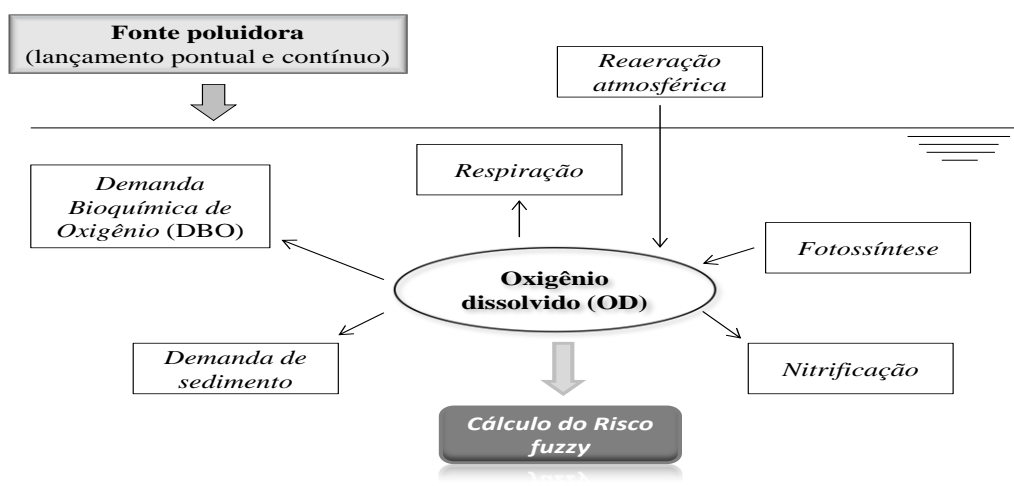 Fonte poluidora
(lançamento pontual e contínuo)
Reaeração
atmosférica
Respiração
Demanda
Bioquímica de
Oxigênio (DBO)
Fotossíntese
Oxigênio
dissolvido (OD)
Demanda de
sedimento
Nitrificação
Cálculo do Risco
fuzzy